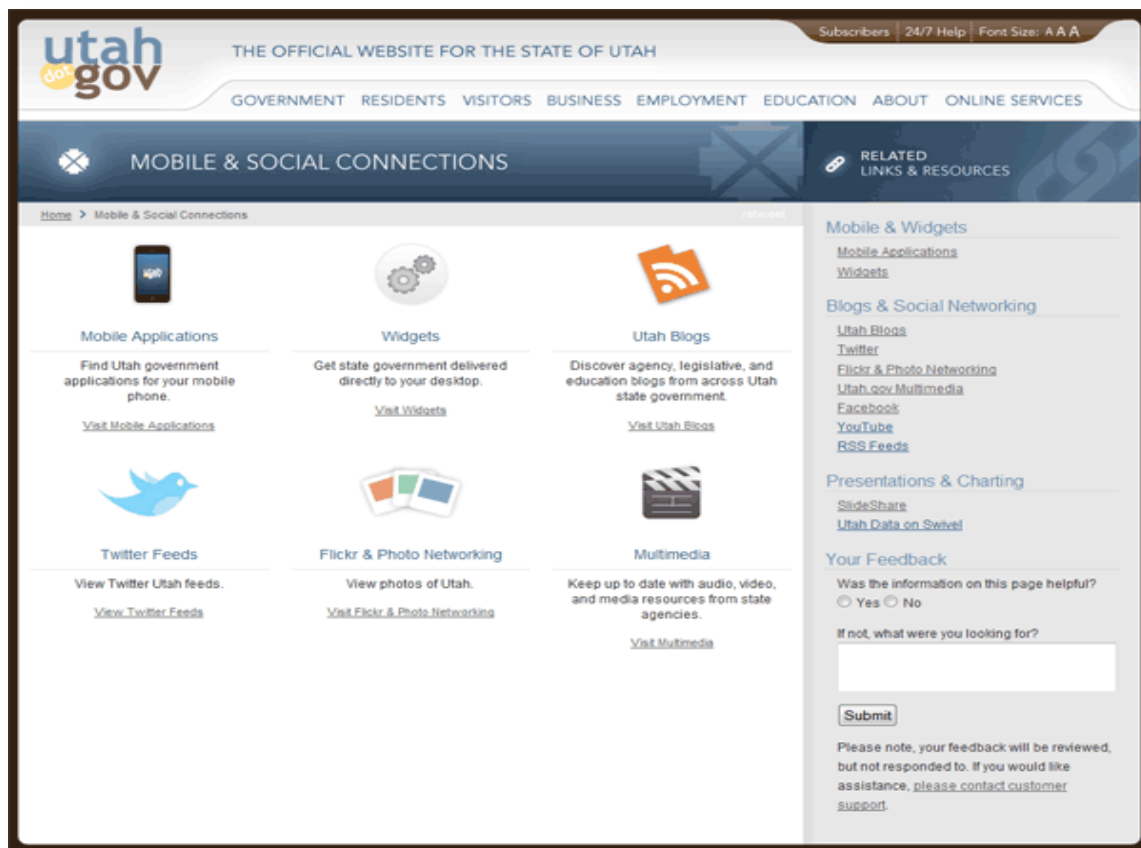 utah
dot
gov
THE OFFICIAL WEBSITE FOR THE STATE OF UTAH
Subscribers 24/7 Help Font Size: A A A
GOVERNMENT RESIDENTS VISITORS BUSINESS EMPLOYMENT EDUCATION ABOUT ONLINE SERVICES
MOBILE & SOCIAL CONNECTIONS
Home > Mobile & Social Connections
retweet
utah
Mobile Applications
Find Utah government
applications for your mobile
phone.
Visit Mobile Applications
Widgets
Get state government delivered
directly to your desktop.
Visit Widgets
Utah Blogs
Discover agency, legislative, and
education blogs from across Utah
state government.
Visit Utah Blogs
Twitter Feeds
View Twitter Utah feeds.
View Twitter Feeds
Flickr & Photo Networking
View photos of Utah.
Visit Flickr & Photo Networking
Multimedia
Keep up to date with audio, video,
and media resources from state
agencies.
Visit Multimedia
RELATED
LINKS & RESOURCES
Mobile & Widgets
Mobile Applications
Widgets
Blogs & Social Networking
Utah Blogs
Twitter
Flickr & Photo Networking
Utah.gov Multimedia
Facebook
YouTube
RSS Feeds
Presentations & Charting
SlideShare
Utah Data on Swivel
Your Feedback
Was the information on this page helpful?
Yes No
If not, what were you looking for?
Submit
Please note, your feedback will be reviewed,
but not responded to. If you would like
assistance, please contact customer
support.